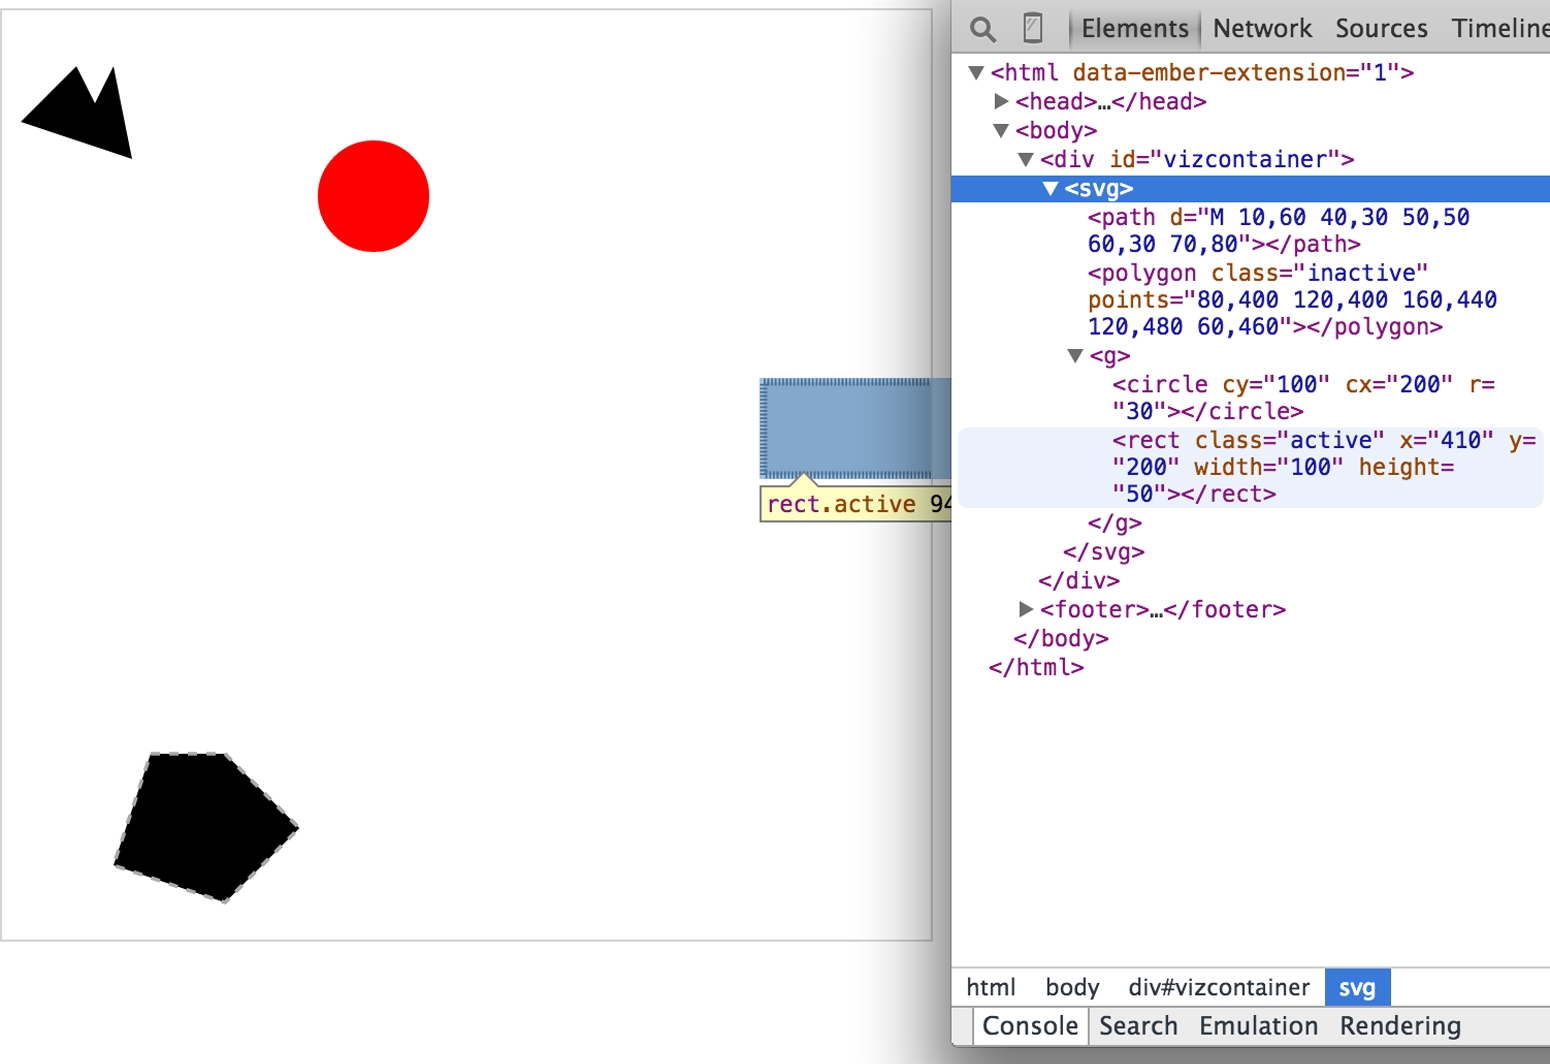 Elements Network Sources Timeline
<html data-ember-extension="1">
<head>…</head>
<body>
<div id="vizcontainer">
<svg>
<path d="M 10,60 40,30 50,50
60,30 70,80"></path>
<polygon class="inactive"
points="80,400 120,400 160,440
120,480 60,460"></polygon>
<g>
<circle cy="100" cx="200" r=
"30"></circle>
<rect class="active" x="410" y=
"200" width="100" height=
"50"></rect>
rect.active 94
</g>
</svg>
</div>
<footer>…</footer>
</body>
</html>
html body div#vizcontainer svg
Console Search Emulation Rendering